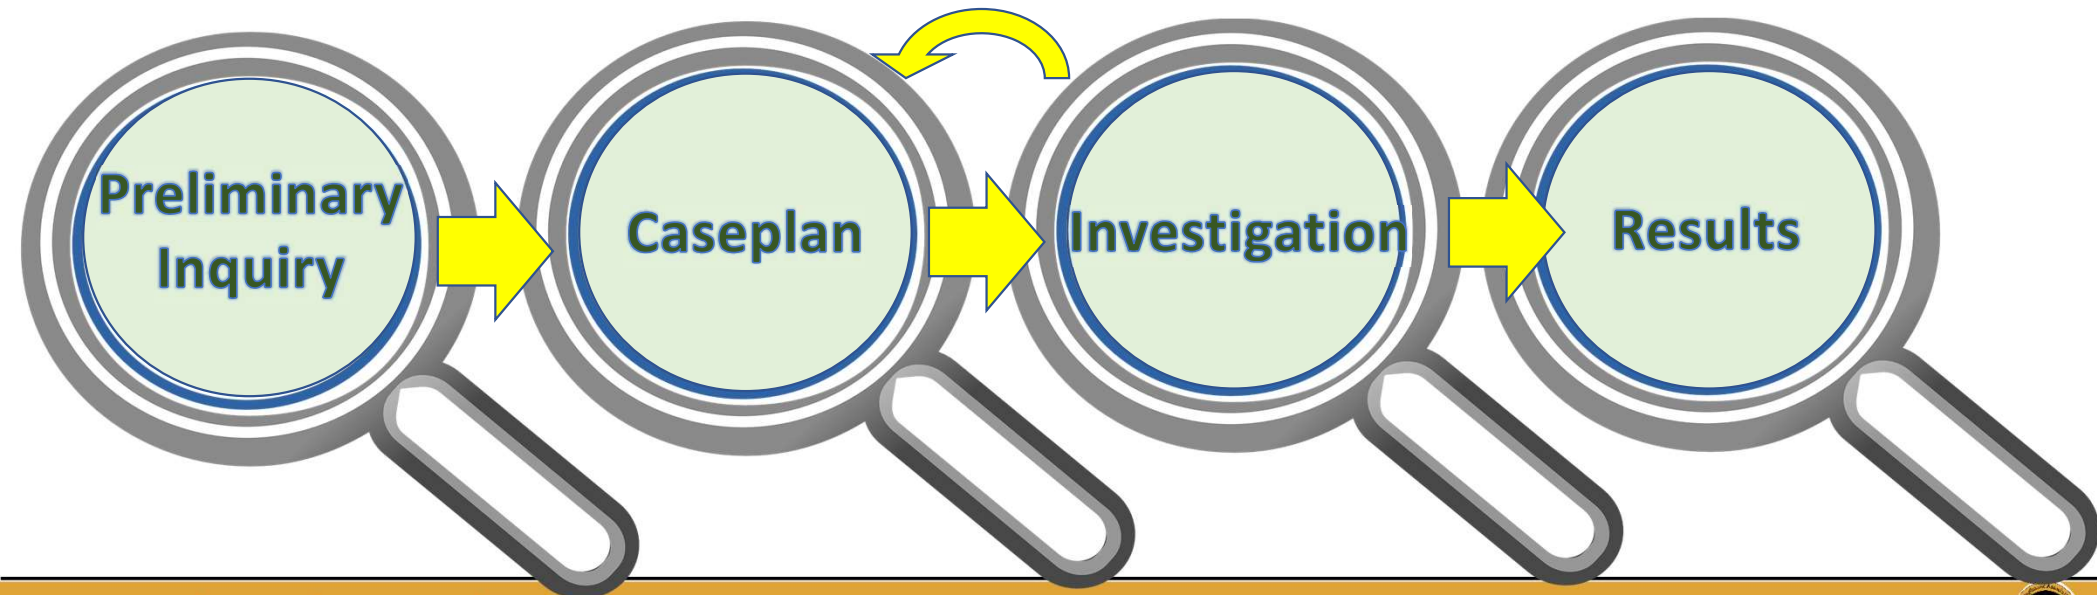 Preliminary
Inquiry
Caseplan
Investigation
Results